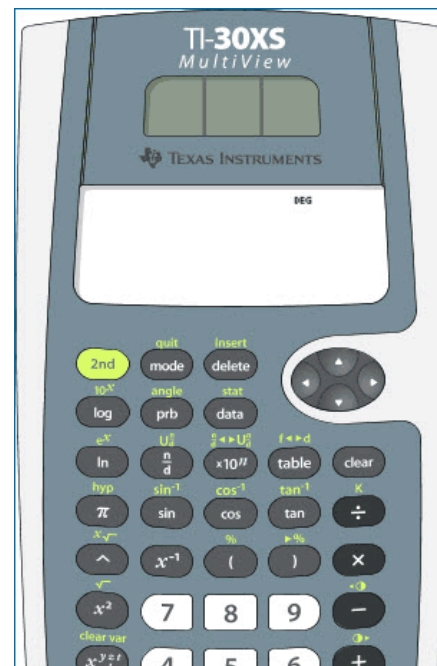 TI-30XS
MultiView
TEXAS INSTRUMENTS
DEG
quit insert
2nd mode delete
10ˣ angle stat
log prb data
eˣ U n/d n/d ◄► U n/d f◄►d
ln n/d ×10ⁿ table clear
hyp sin⁻¹ cos⁻¹ tan⁻¹ K
π sin cos tan ÷
ˣ√ % ►%
^ x⁻¹ ( ) ×
√
x² 7 8 9 −
clear var
x y z t a b c 4 5 6 +